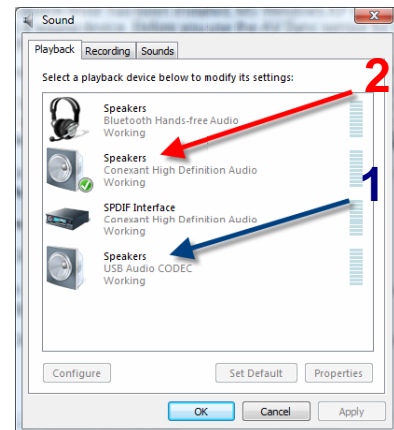 Sound
Playback Recording Sounds
Select a playback device below to modify its settings:
2
Speakers
Bluetooth Hands-free Audio
Working
Speakers
Conexant High Definition Audio
Working
1
SPDIF Interface
Conexant High Definition Audio
Working
Speakers
USB Audio CODEC
Working
Configure Set Default Properties
OK Cancel Apply